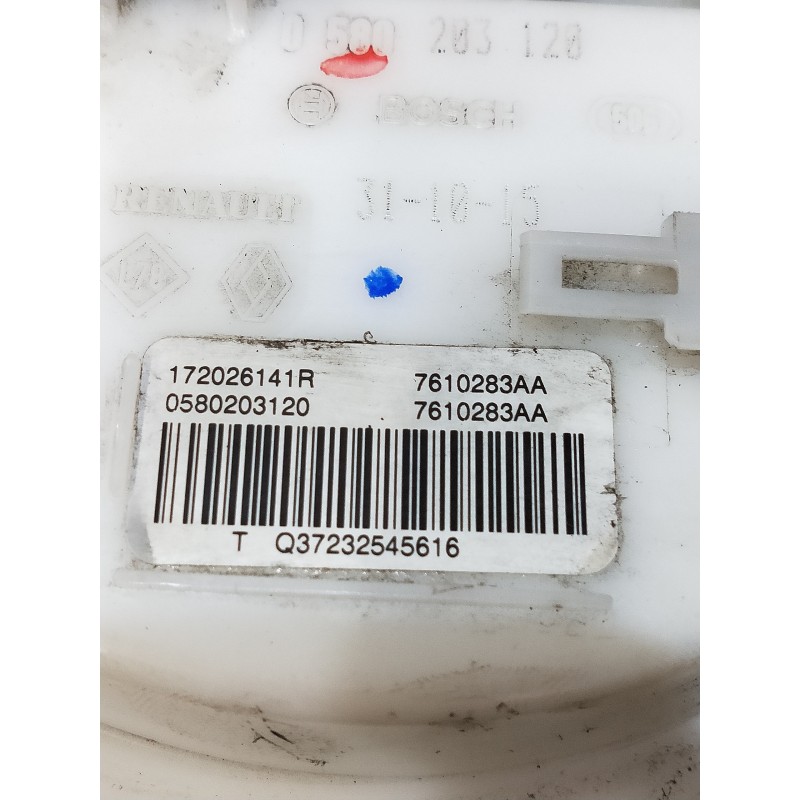 0 580 203 120
BOSCH
RENAULT 31-10-15
172026141R 7610283AA
0580203120 7610283AA
T Q37232545616